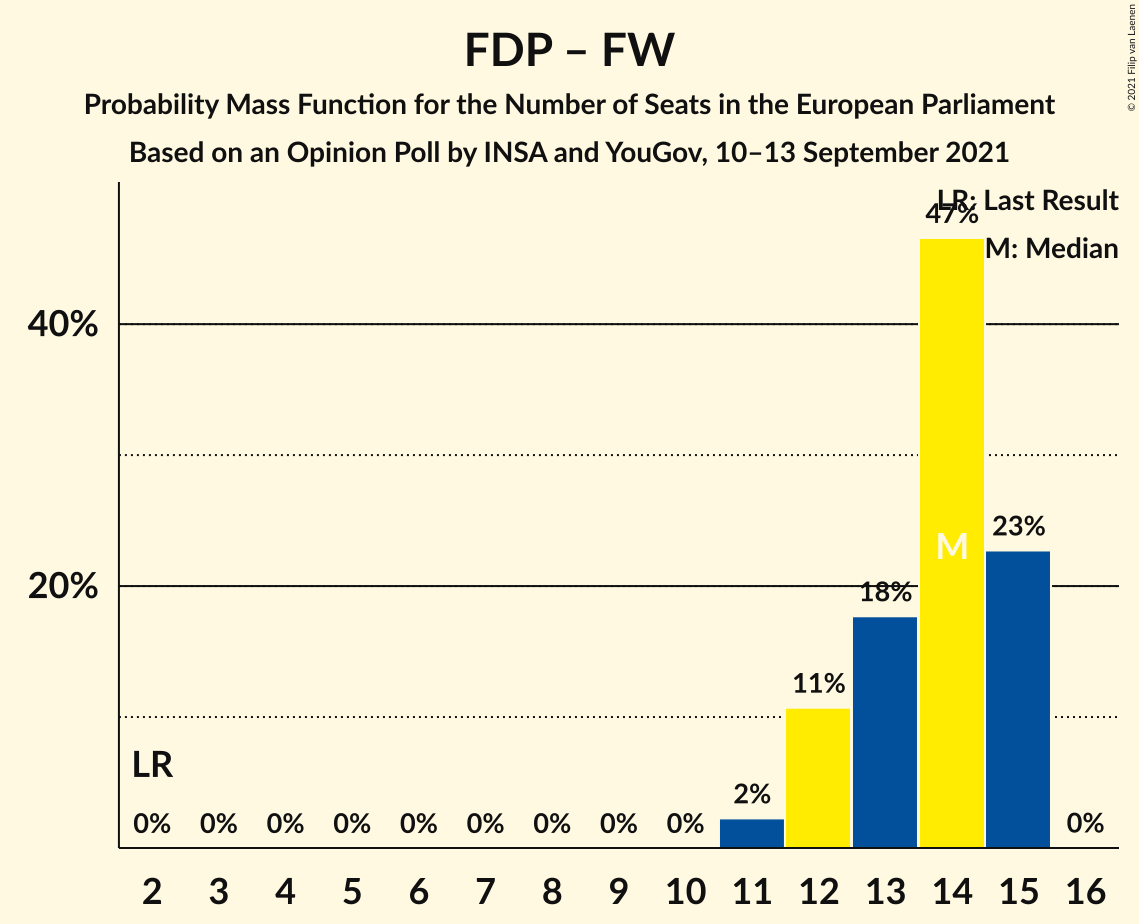 FDP – FW
Probability Mass Function for the Number of Seats in the European Parliament
Based on an Opinion Poll by INSA and YouGov, 10–13 September 2021
© 2021 Filip van Laenen
LR: Last Result
M: Median
47%
40%
23%
M
20%
18%
11%
LR
2%
0% 0% 0% 0% 0% 0% 0% 0% 0% 0%
2 3 4 5 6 7 8 9 10 11 12 13 14 15 16